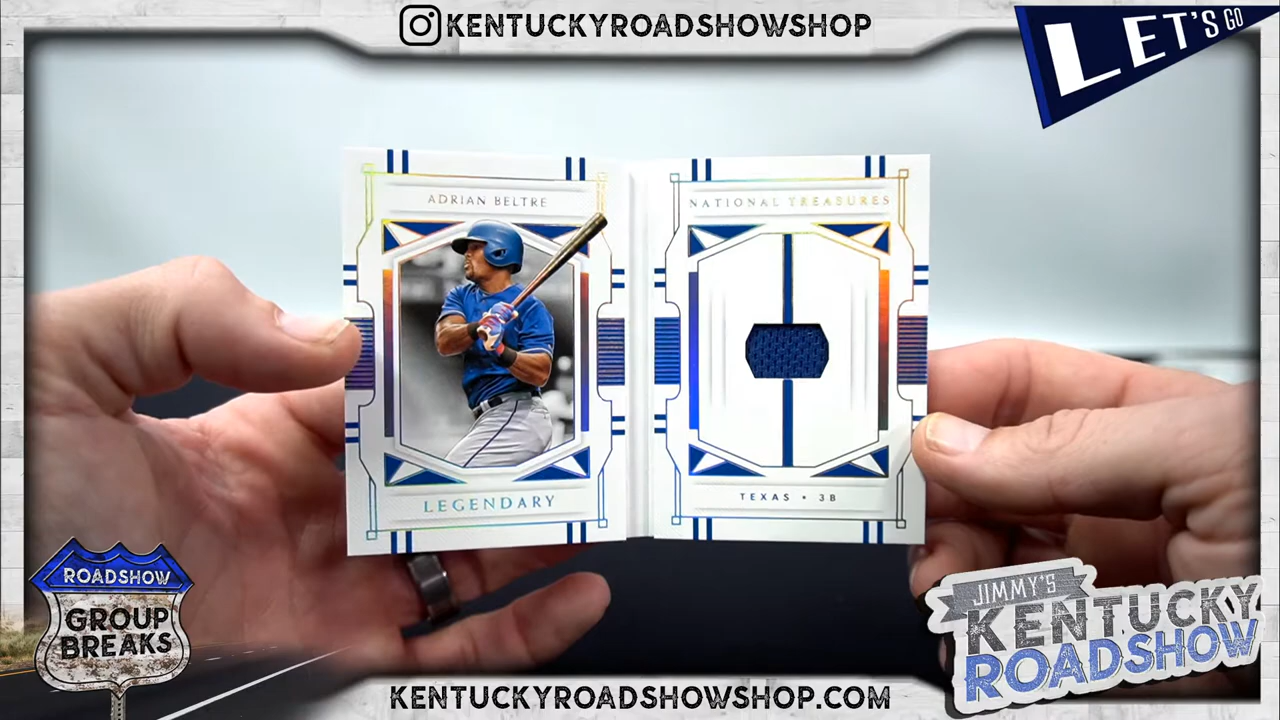 KENTUCKYROADSHOWSHOP
LET'S GO
ADRIAN BELTRE
NATIONAL TREASURES
LEGENDARY
TEXAS • 3B
ROADSHOW
GROUP
BREAKS
JIMMY'S
KENTUCKY
ROADSHOW
KENTUCKYROADSHOWSHOP.COM